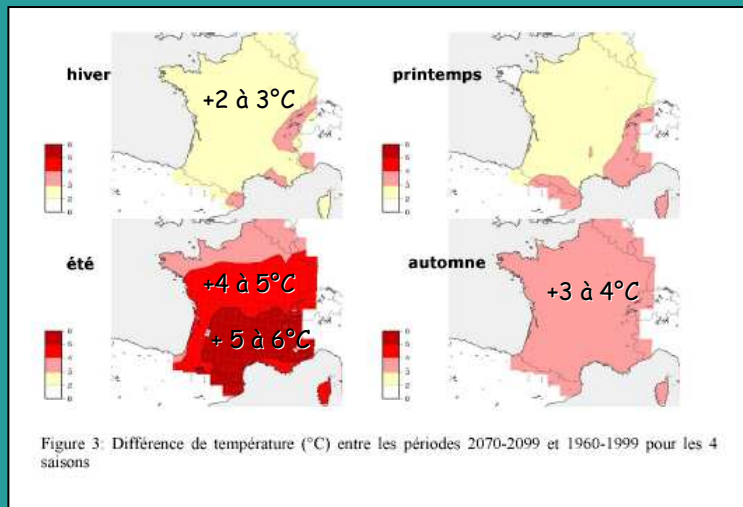 hiver
+2 à 3°C
printemps
été
+4 à 5°C
+ 5 à 6°C
automne
+3 à 4°C
Figure 3: Différence de température (°C) entre les périodes 2070-2099 et 1960-1999 pour les 4
saisons